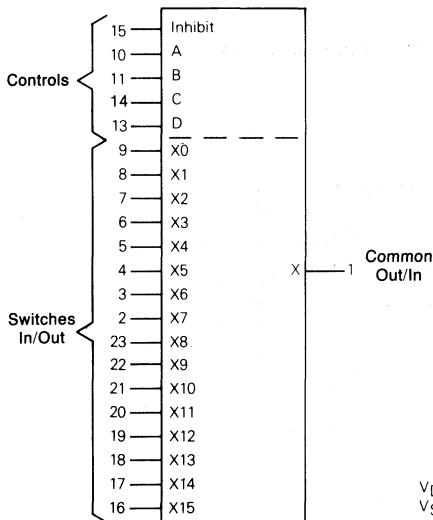 15 Inhibit
10 A
11 B
Controls
14 C
13 D
9 X0
8 X1
7 X2
6 X3
5 X4
4 X5 X 1 Common Out/In
3 X6
2 X7
Switches In/Out
23 X8
22 X9
21 X10
20 X11
19 X12
18 X13
17 X14
16 X15